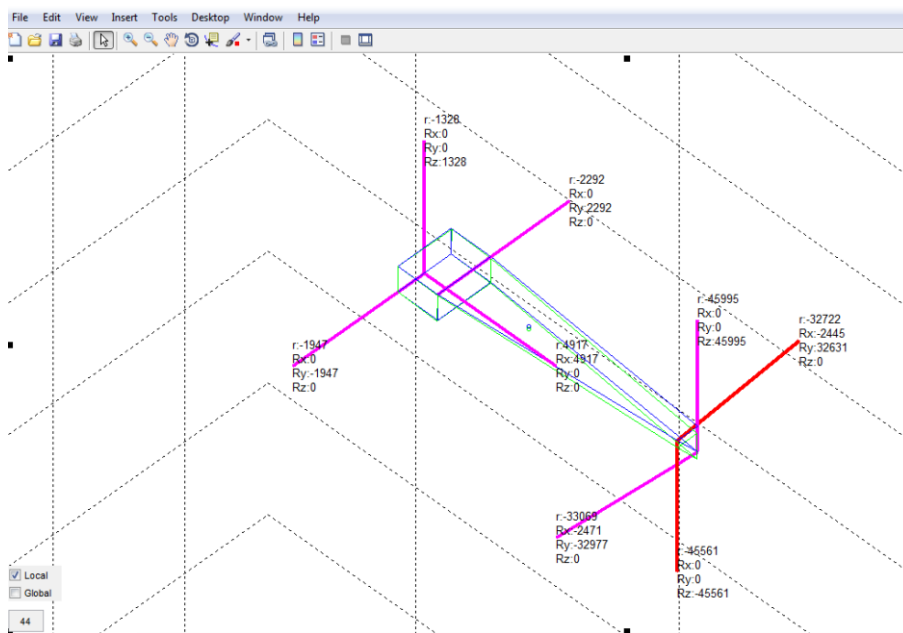 File Edit View Insert Tools Desktop Window Help
r:-1328
Rx:0
Ry:0
Rz:1328
r:-2292
Rx:0
Ry:2292
Rz:0
r:-1947
Rx:0
Ry:-1947
Rz:0
r:4917
Rx:4917
Ry:0
Rz:0
r:-45995
Rx:0
Ry:0
Rz:45995
r:-32722
Rx:-2445
Ry:32631
Rz:0
r:-33069
Rx:-2471
Ry:-32977
Rz:0
r:-45561
Rx:0
Ry:0
Rz:-45561
Local
Global
44